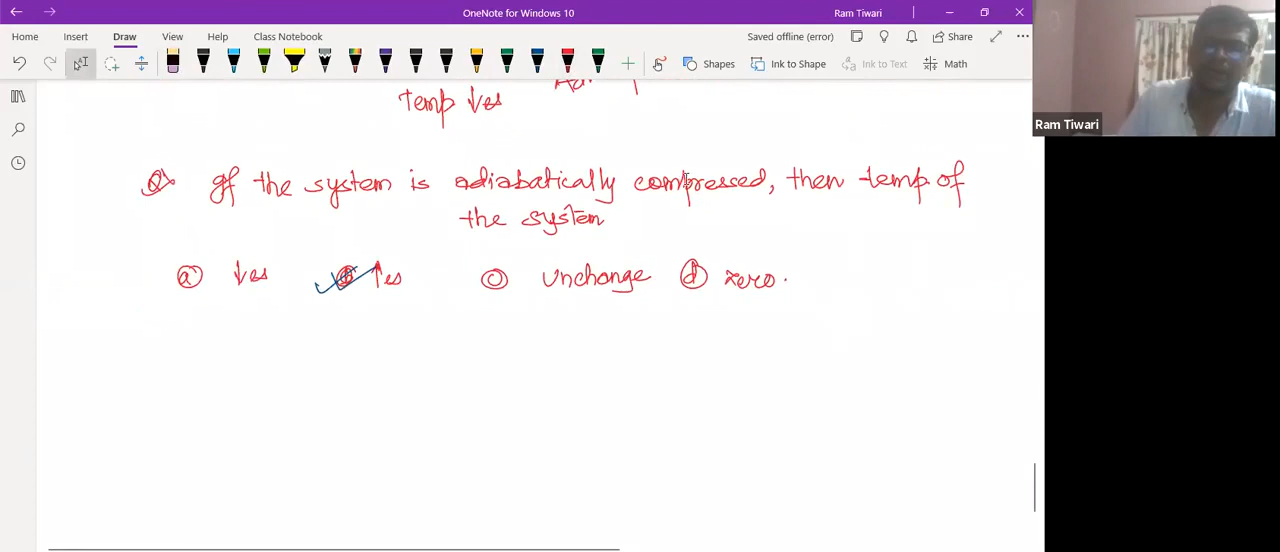 OneNote for Windows 10
Ram Tiwari
Home Insert Draw View Help Class Notebook
Saved offline (error) Share
Shapes Ink to Shape Ink to Text Math
Ram Tiwari
temp ↓es
Q> If the system is adiabatically compressed, then temp. of
the system
ⓐ ↓es ⓑ ↑es ⓒ unchange ⓓ zero.